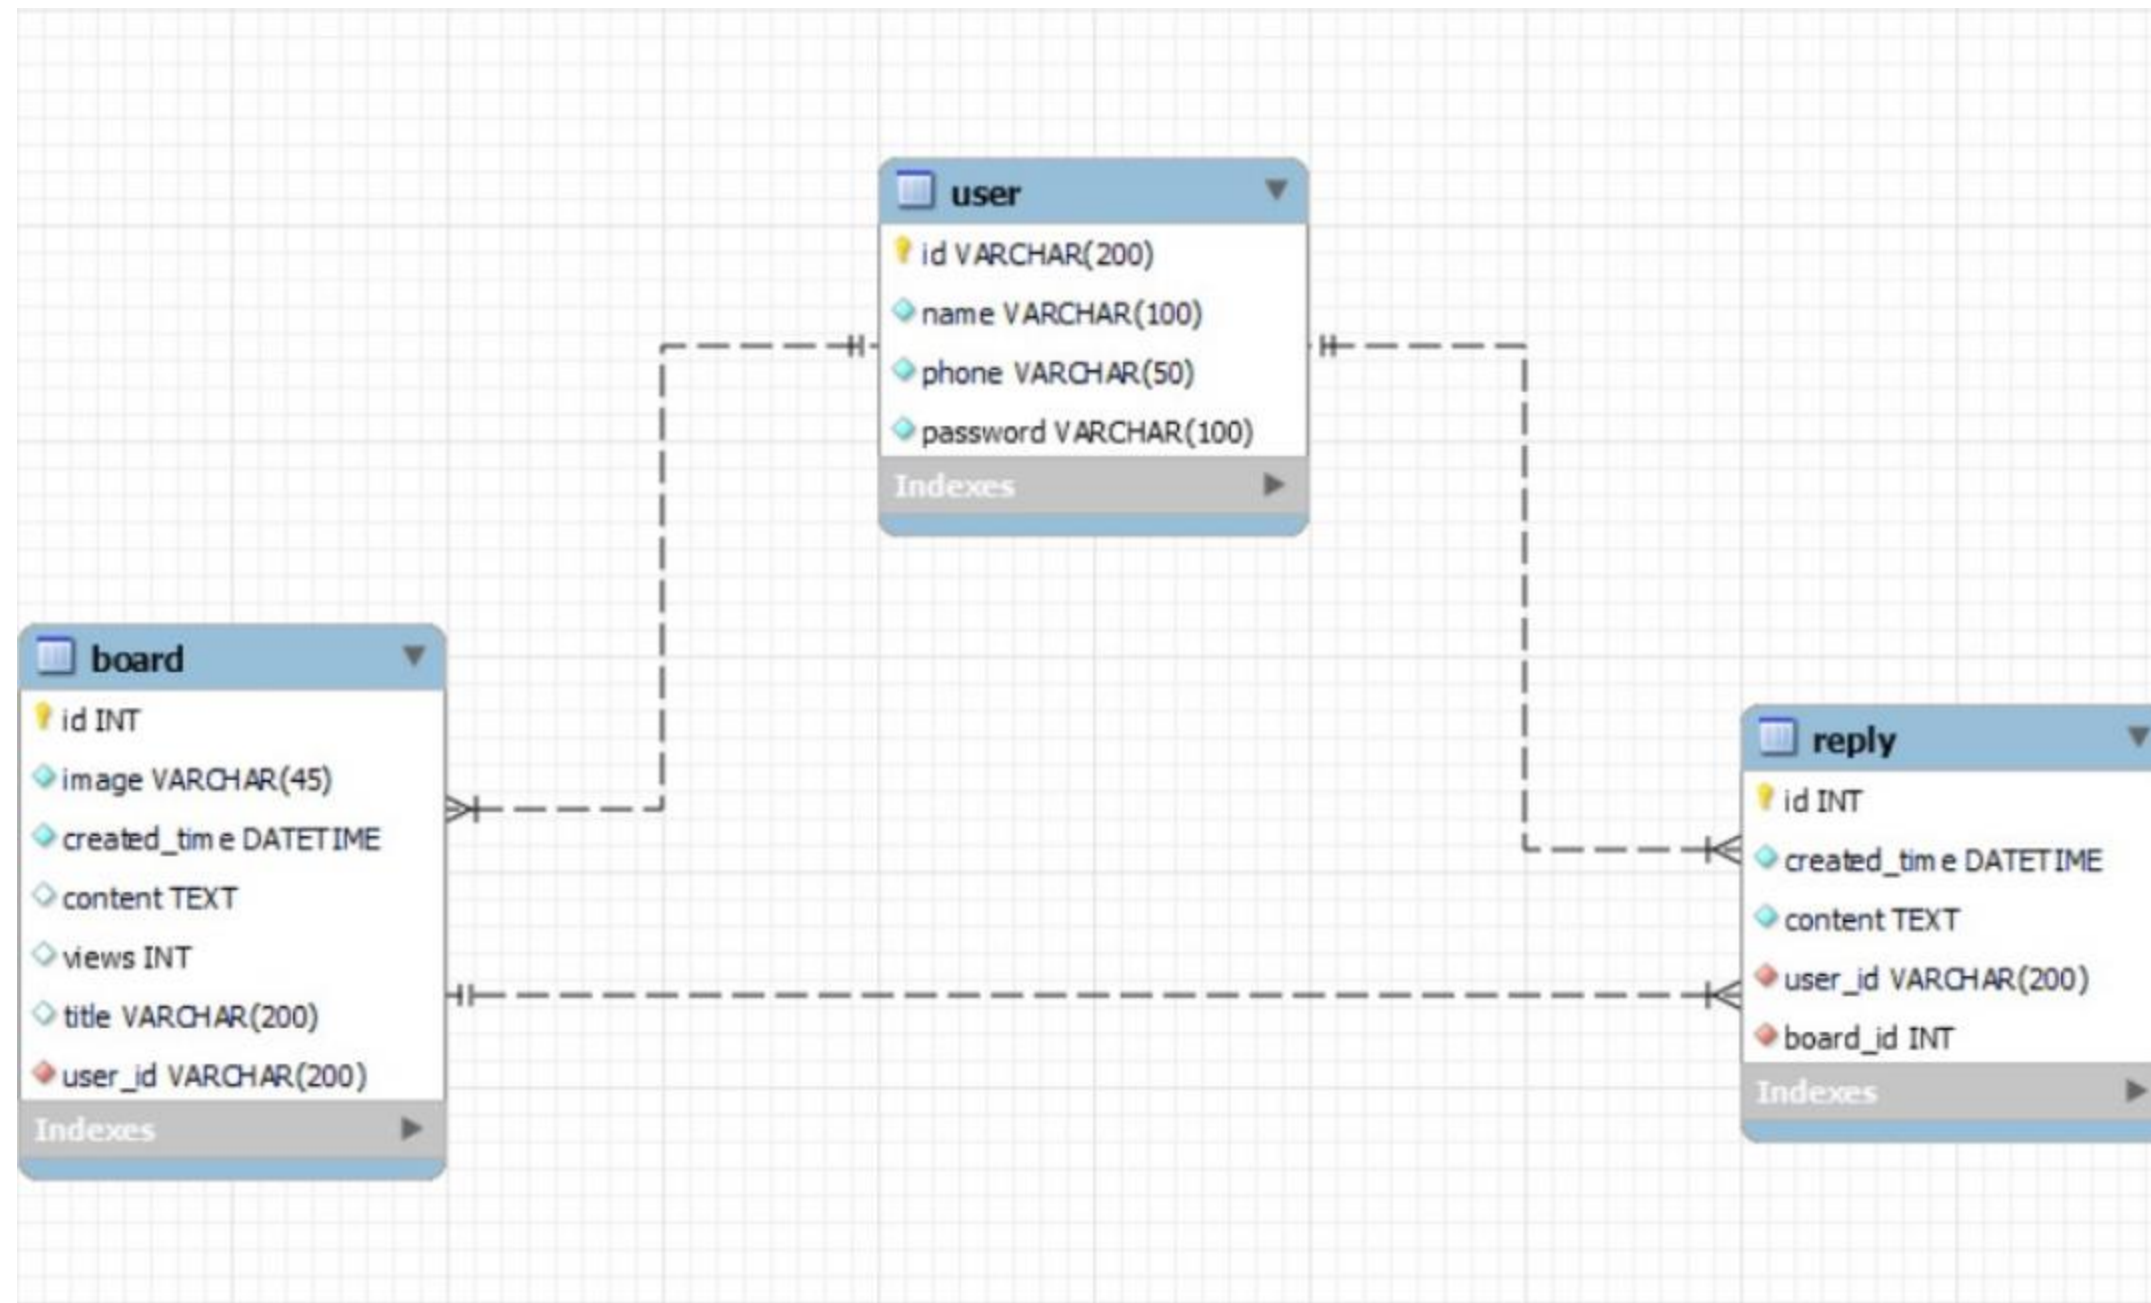 user
id VARCHAR(200)
name VARCHAR(100)
phone VARCHAR(50)
password VARCHAR(100)
Indexes
board
id INT
image VARCHAR(45)
created_time DATETIME
content TEXT
views INT
title VARCHAR(200)
user_id VARCHAR(200)
Indexes
reply
id INT
created_time DATETIME
content TEXT
user_id VARCHAR(200)
board_id INT
Indexes